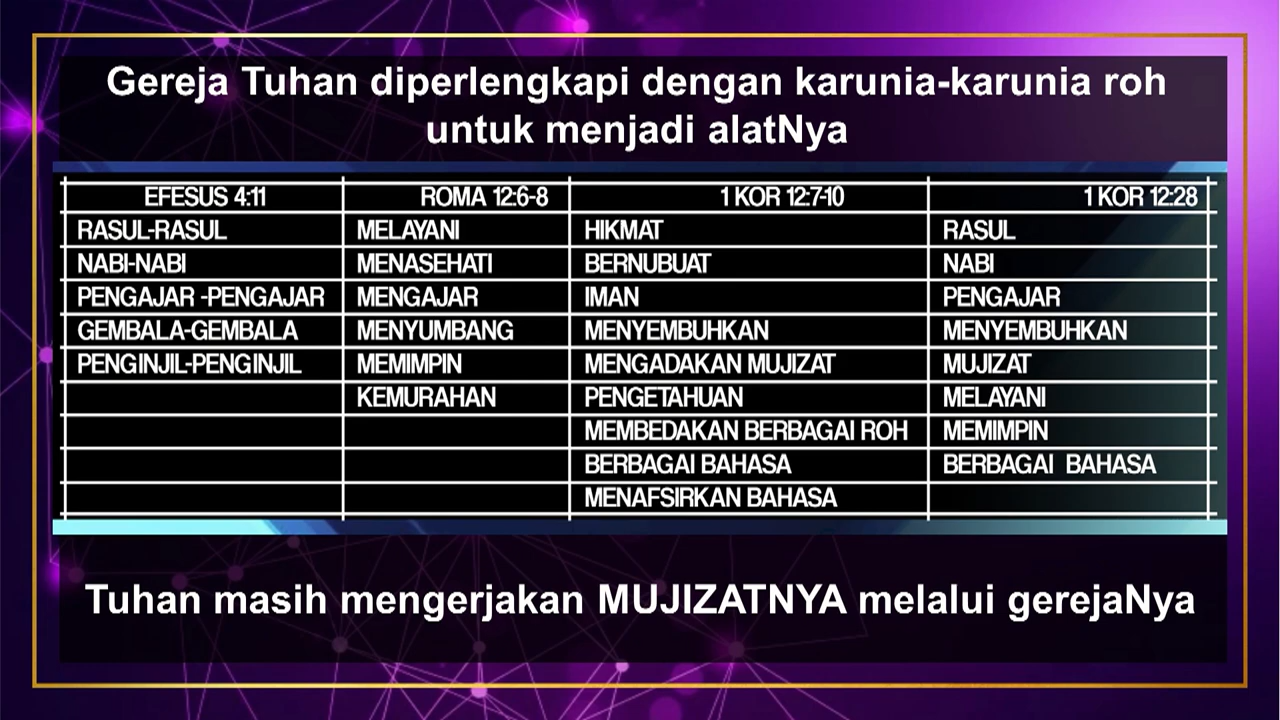 Gereja Tuhan diperlengkapi dengan karunia-karunia roh
untuk menjadi alatNya
EFESUS 4:11 ROMA 12:6-8 1 KOR 12:7-10 1 KOR 12:28
RASUL-RASUL MELAYANI HIKMAT RASUL
NABI-NABI MENASEHATI BERNUBUAT NABI
PENGAJAR -PENGAJAR MENGAJAR IMAN PENGAJAR
GEMBALA-GEMBALA MENYUMBANG MENYEMBUHKAN MENYEMBUHKAN
PENGINJIL-PENGINJIL MEMIMPIN MENGADAKAN MUJIZAT MUJIZAT
KEMURAHAN PENGETAHUAN MELAYANI
MEMBEDAKAN BERBAGAI ROH MEMIMPIN
BERBAGAI BAHASA BERBAGAI BAHASA
MENAFSIRKAN BAHASA
Tuhan masih mengerjakan MUJIZATNYA melalui gerejaNya